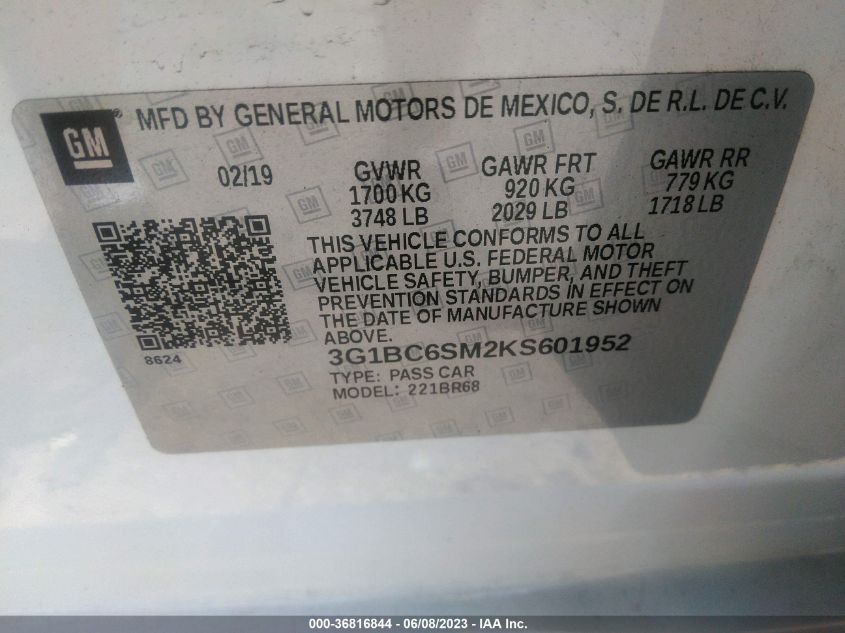 GM
MFD BY GENERAL MOTORS DE MEXICO, S. DE R.L. DE C.V.
02/19
GVWR
1700 KG
3748 LB
GAWR FRT
920 KG
2029 LB
GAWR RR
779 KG
1718 LB
THIS VEHICLE CONFORMS TO ALL
APPLICABLE U.S. FEDERAL MOTOR
VEHICLE SAFETY, BUMPER, AND THEFT
PREVENTION STANDARDS IN EFFECT ON
THE DATE OF MANUFACTURE SHOWN
ABOVE.
8624
3G1BC6SM2KS601952
TYPE: PASS CAR
MODEL: 221BR68
000-36816844 - 06/08/2023 - IAA Inc.